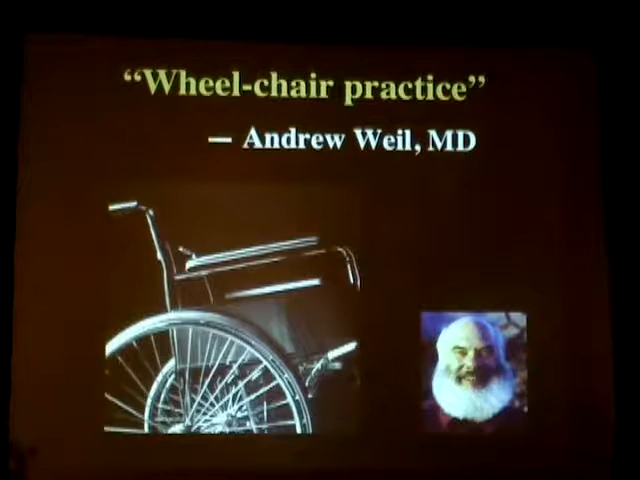 “Wheel-chair practice”
— Andrew Weil, MD